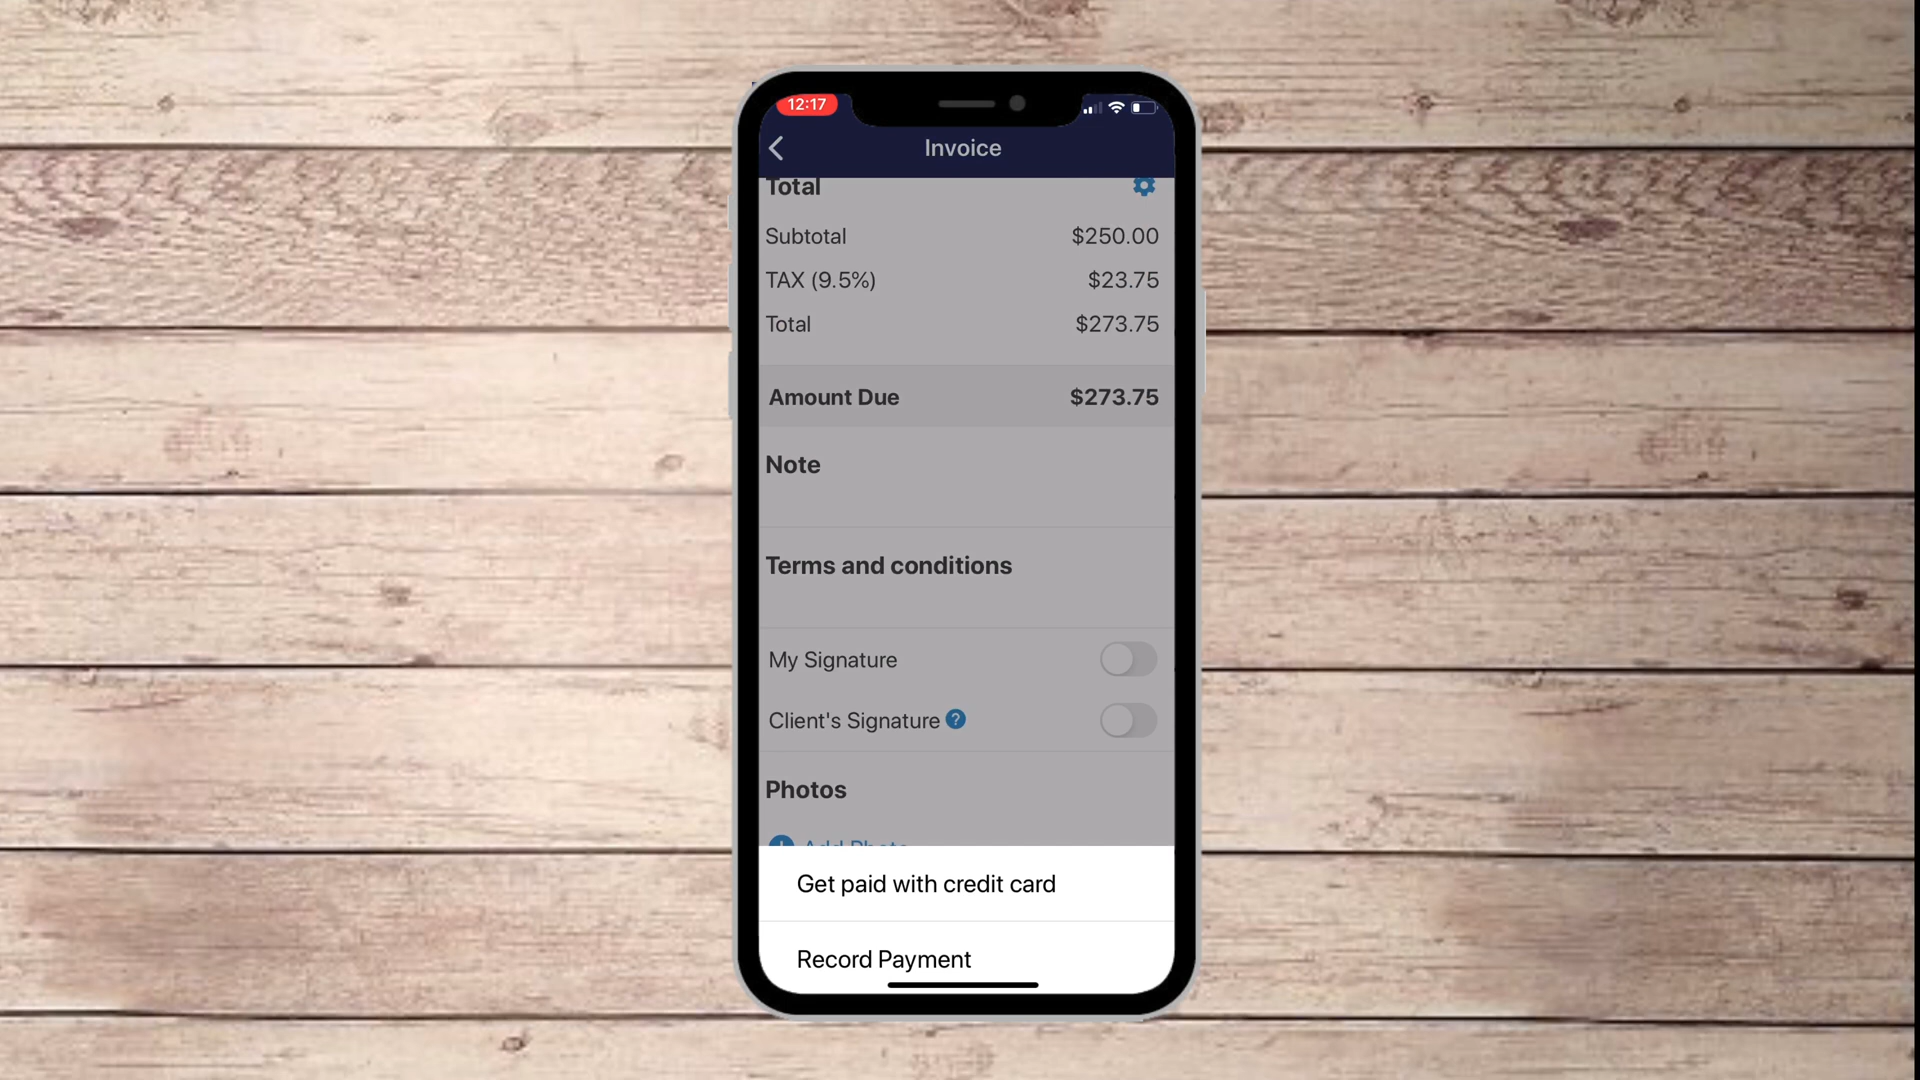 12:17
Invoice
Total
Subtotal $250.00
TAX (9.5%) $23.75
Total $273.75
Amount Due $273.75
Note
Terms and conditions
My Signature
Client's Signature ?
Photos
Add Photo
Get paid with credit card
Record Payment